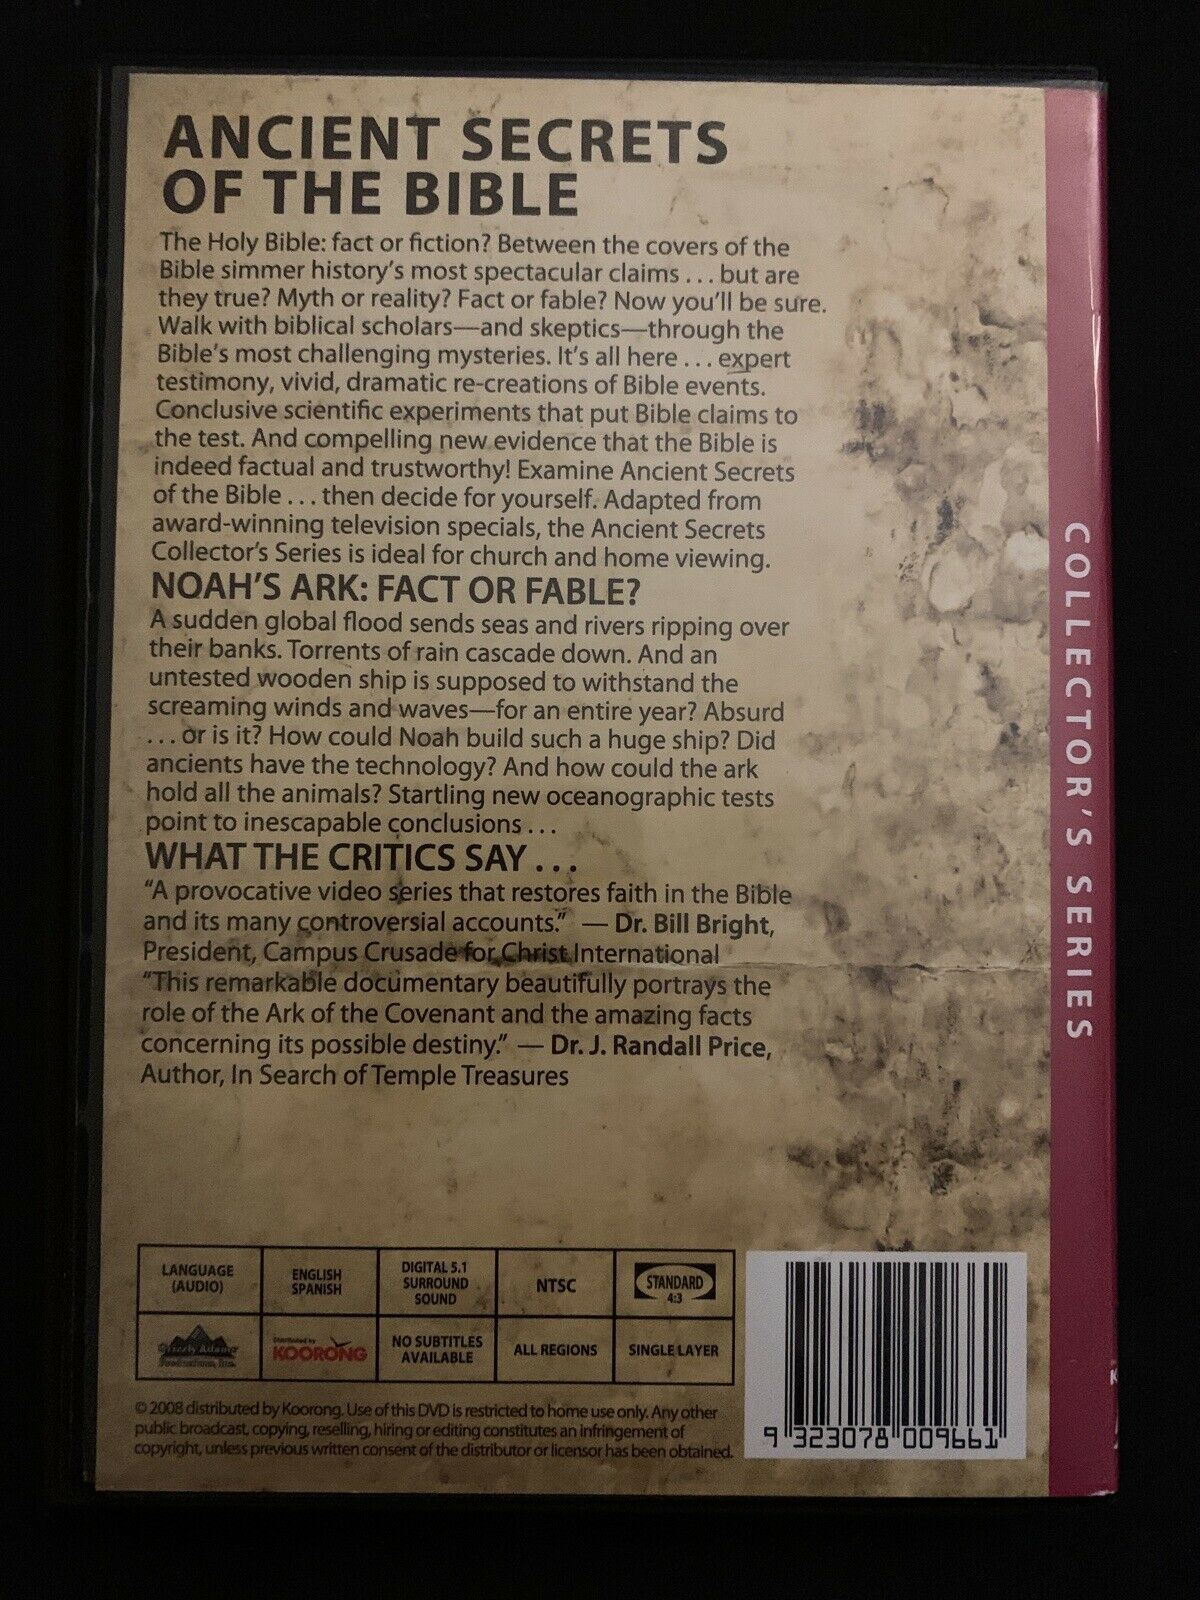 ANCIENT SECRETS
OF THE BIBLE
The Holy Bible: fact or fiction? Between the covers of the
Bible simmer history's most spectacular claims . . . but are
they true? Myth or reality? Fact or fable? Now you'll be sure.
Walk with biblical scholars—and skeptics—through the
Bible's most challenging mysteries. It's all here . . . expert
testimony, vivid, dramatic re-creations of Bible events.
Conclusive scientific experiments that put Bible claims to
the test. And compelling new evidence that the Bible is
indeed factual and trustworthy! Examine Ancient Secrets
of the Bible . . . then decide for yourself. Adapted from
award-winning television specials, the Ancient Secrets
Collector's Series is ideal for church and home viewing.
NOAH'S ARK: FACT OR FABLE?
A sudden global flood sends seas and rivers ripping over
their banks. Torrents of rain cascade down. And an
untested wooden ship is supposed to withstand the
screaming winds and waves—for an entire year? Absurd
. . . or is it? How could Noah build such a huge ship? Did
ancients have the technology? And how could the ark
hold all the animals? Startling new oceanographic tests
point to inescapable conclusions . . .
WHAT THE CRITICS SAY . . .
"A provocative video series that restores faith in the Bible
and its many controversial accounts." — Dr. Bill Bright,
President, Campus Crusade for Christ International
"This remarkable documentary beautifully portrays the
role of the Ark of the Covenant and the amazing facts
concerning its possible destiny." — Dr. J. Randall Price,
Author, In Search of Temple Treasures
COLLECTOR'S SERIES
LANGUAGE
(AUDIO)
ENGLISH
SPANISH
DIGITAL 5.1
SURROUND
SOUND
NTSC
STANDARD
4:3
Grizzly Adams
Productions, Inc.
Distributed by
KOORONG
NO SUBTITLES
AVAILABLE
ALL REGIONS
SINGLE LAYER
© 2008 distributed by Koorong. Use of this DVD is restricted to home use only. Any other
public broadcast, copying, reselling, hiring or editing constitutes an infringement of
copyright, unless previous written consent of the distributor or licensor has been obtained.
9 323078 009661